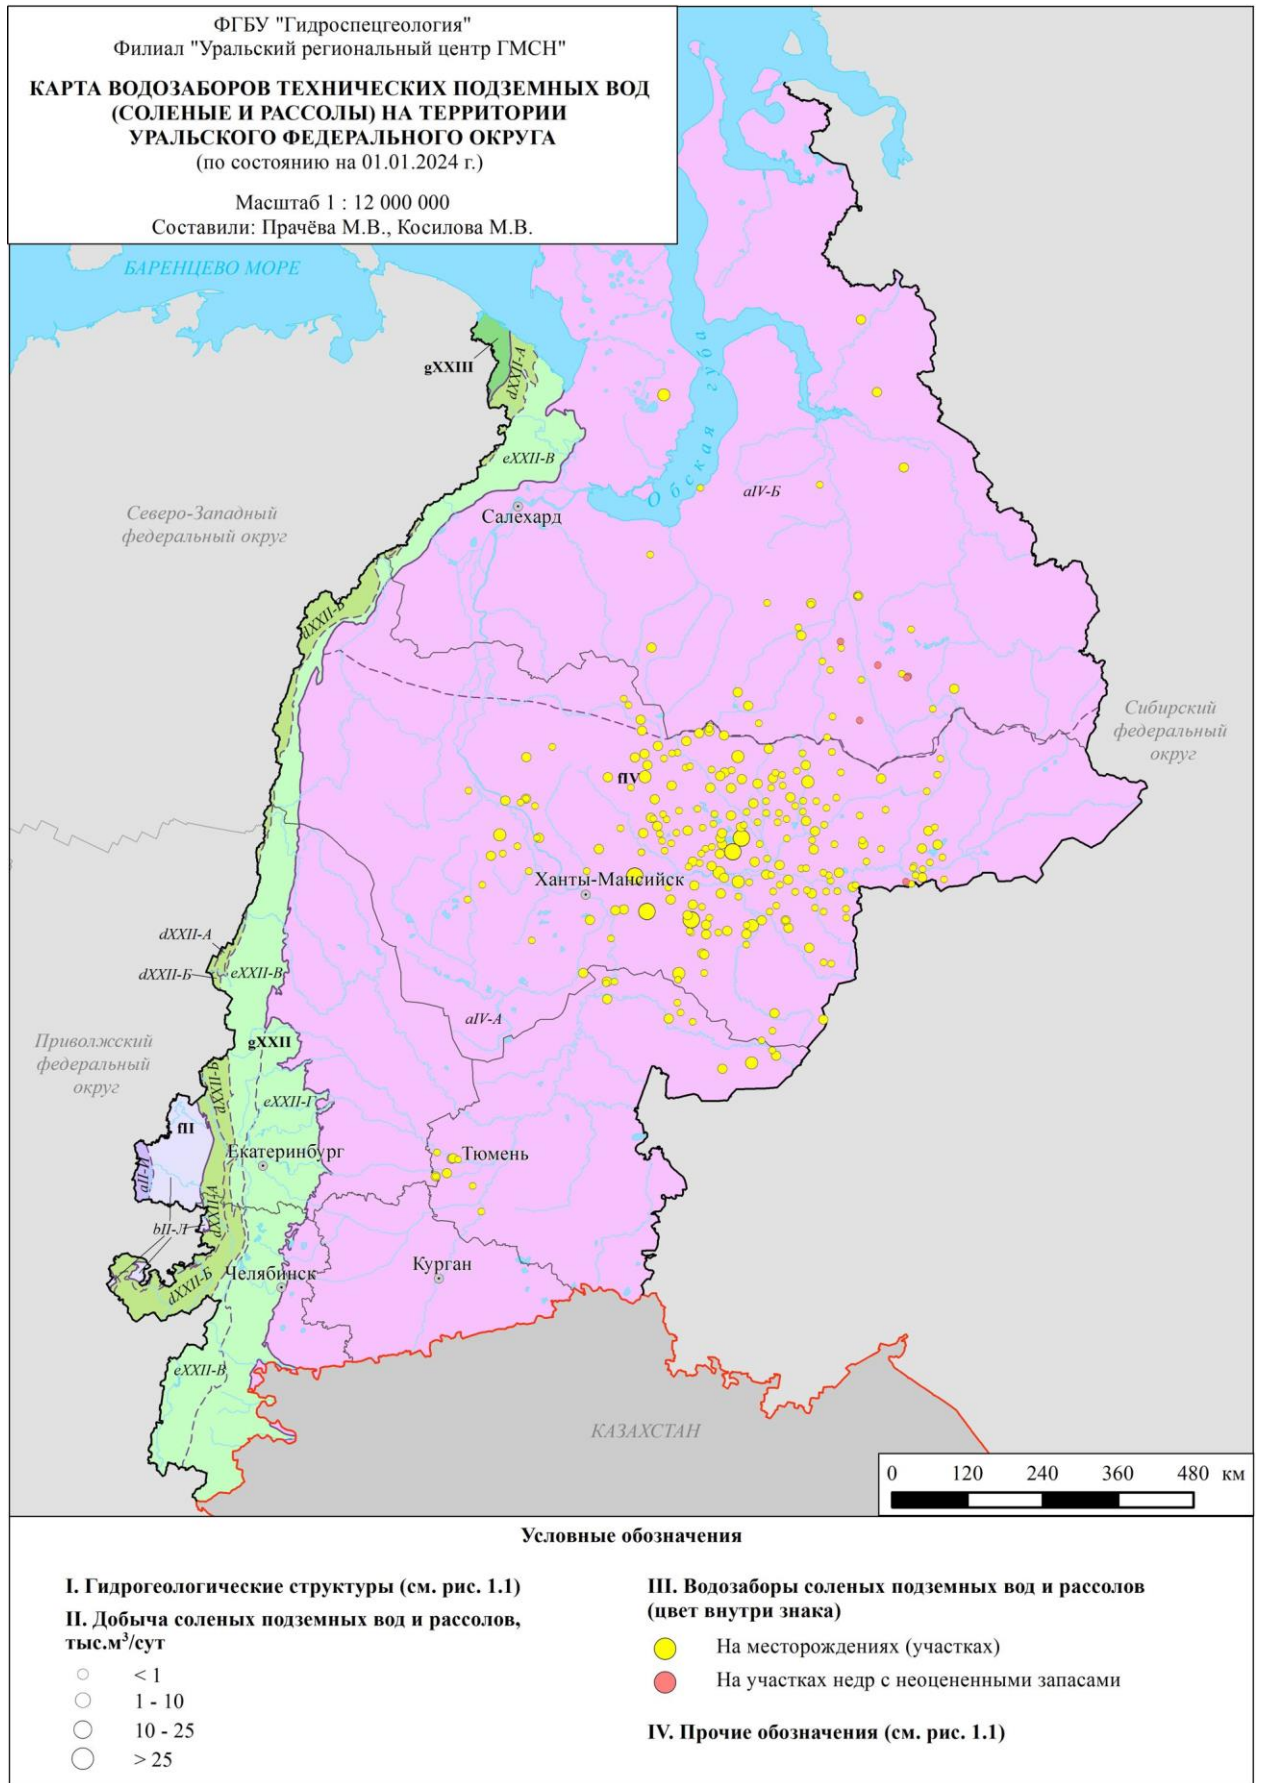 ФГБУ "Гидроспецгеология"
Филиал "Уральский региональный центр ГМСН"
КАРТА ВОДОЗАБОРОВ ТЕХНИЧЕСКИХ ПОДЗЕМНЫХ ВОД
(СОЛЕНЫЕ И РАССОЛЫ) НА ТЕРРИТОРИИ
УРАЛЬСКОГО ФЕДЕРАЛЬНОГО ОКРУГА
(по состоянию на 01.01.2024 г.)
Масштаб 1 : 12 000 000
Составили: Прачёва М.В., Косилова М.В.
БАРЕНЦЕВО МОРЕ
gXXIII
dXXII-А
Обская губа
eXXII-В
аIV-Б
Салехард
Северо-Западный
федеральный округ
dXXII-Б
Сибирский
федеральный
округ
fIV
Ханты-Мансийск
dXXII-А
dXXII-Б
eXXII-В
аIV-А
gXXII
Приволжский
федеральный
округ
dXXII-Б
eXXII-Г
fII
Екатеринбург
Тюмень
аII-И
dXXII-А
bII-Л
Курган
Челябинск
dXXII-Б
eXXII-В
КАЗАХСТАН
0 120 240 360 480 км
Условные обозначения
I. Гидрогеологические структуры (см. рис. 1.1)
II. Добыча соленых подземных вод и рассолов,
тыс.м³/сут
< 1
1 - 10
10 - 25
> 25
III. Водозаборы соленых подземных вод и рассолов
(цвет внутри знака)
На месторождениях (участках)
На участках недр с неоцененными запасами
IV. Прочие обозначения (см. рис. 1.1)